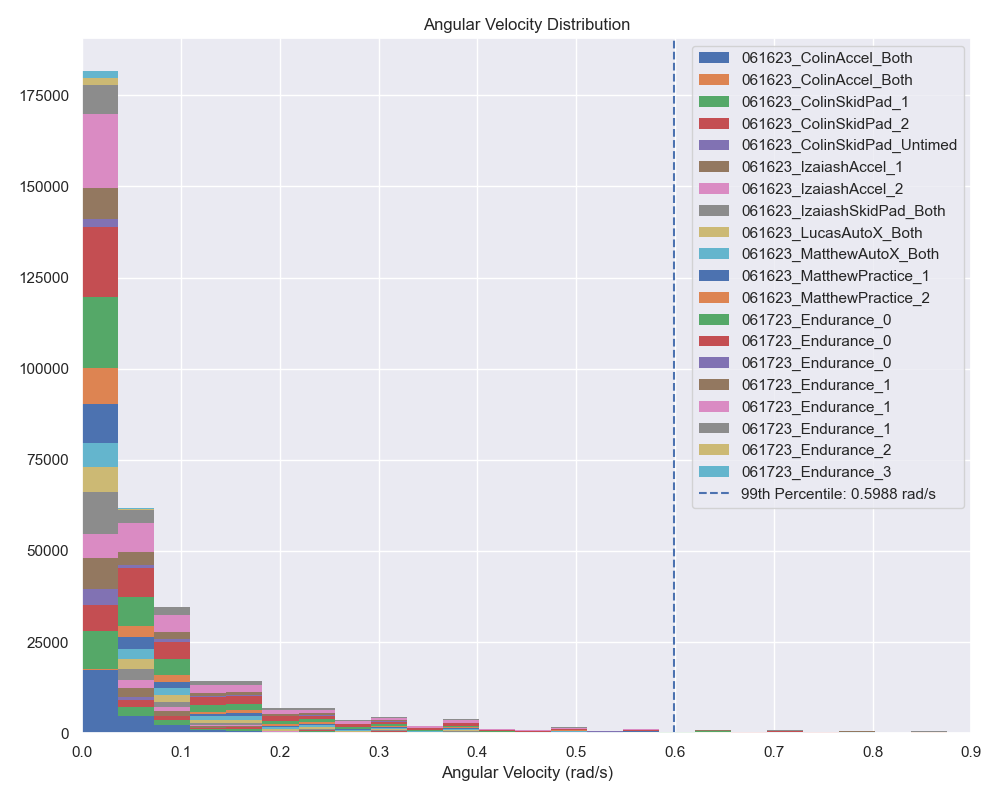 Angular Velocity Distribution
175000
150000
125000
100000
75000
50000
25000
0
0.0 0.1 0.2 0.3 0.4 0.5 0.6 0.7 0.8 0.9
Angular Velocity (rad/s)
061623_ColinAccel_Both
061623_ColinAccel_Both
061623_ColinSkidPad_1
061623_ColinSkidPad_2
061623_ColinSkidPad_Untimed
061623_IzaiashAccel_1
061623_IzaiashAccel_2
061623_IzaiashSkidPad_Both
061623_LucasAutoX_Both
061623_MatthewAutoX_Both
061623_MatthewPractice_1
061623_MatthewPractice_2
061723_Endurance_0
061723_Endurance_0
061723_Endurance_0
061723_Endurance_1
061723_Endurance_1
061723_Endurance_1
061723_Endurance_2
061723_Endurance_3
99th Percentile: 0.5988 rad/s